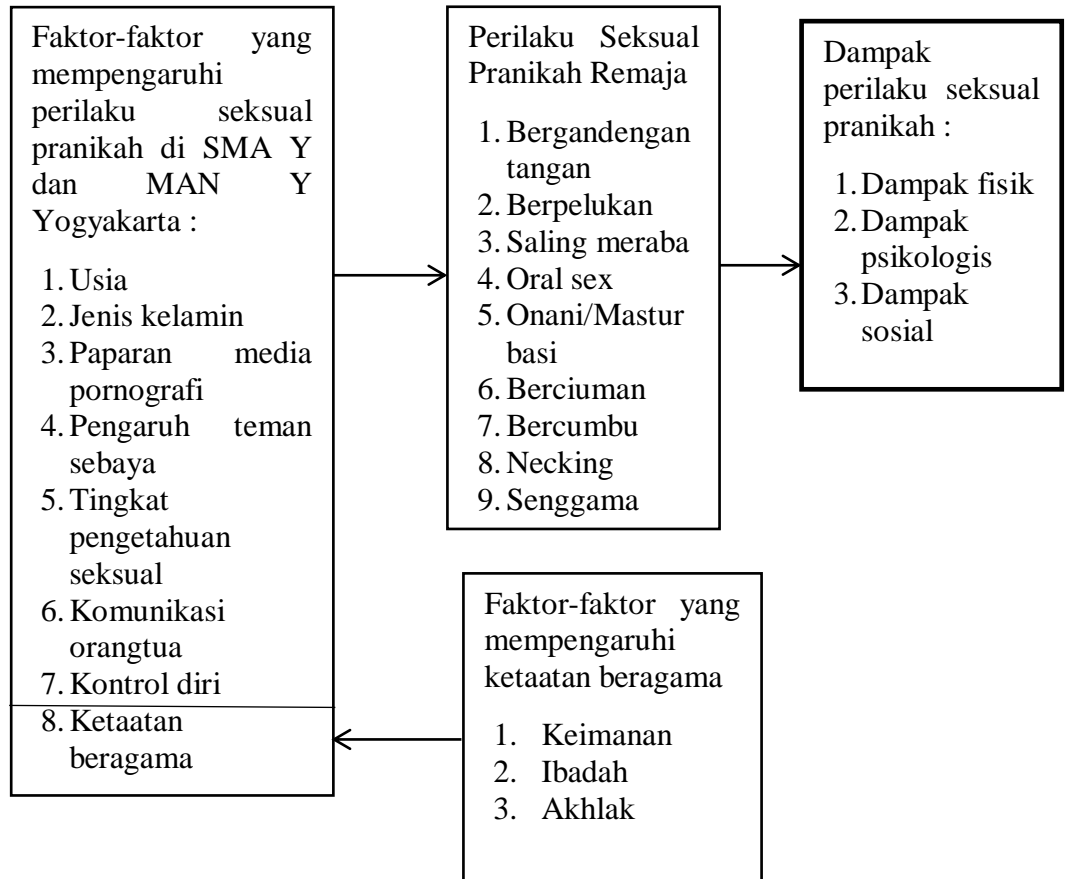 Faktor-faktor yang
mempengaruhi
perilaku seksual
pranikah di SMA Y
dan MAN Y
Yogyakarta :
1. Usia
2. Jenis kelamin
3. Paparan media
pornografi
4. Pengaruh teman
sebaya
5. Tingkat
pengetahuan
seksual
6. Komunikasi
orangtua
7. Kontrol diri
8. Ketaatan
beragama
Perilaku Seksual
Pranikah Remaja
1. Bergandengan
tangan
2. Berpelukan
3. Saling meraba
4. Oral sex
5. Onani/Mastur
basi
6. Berciuman
7. Bercumbu
8. Necking
9. Senggama
Dampak
perilaku seksual
pranikah :
1. Dampak fisik
2. Dampak
psikologis
3. Dampak
sosial
Faktor-faktor yang
mempengaruhi
ketaatan beragama
1. Keimanan
2. Ibadah
3. Akhlak